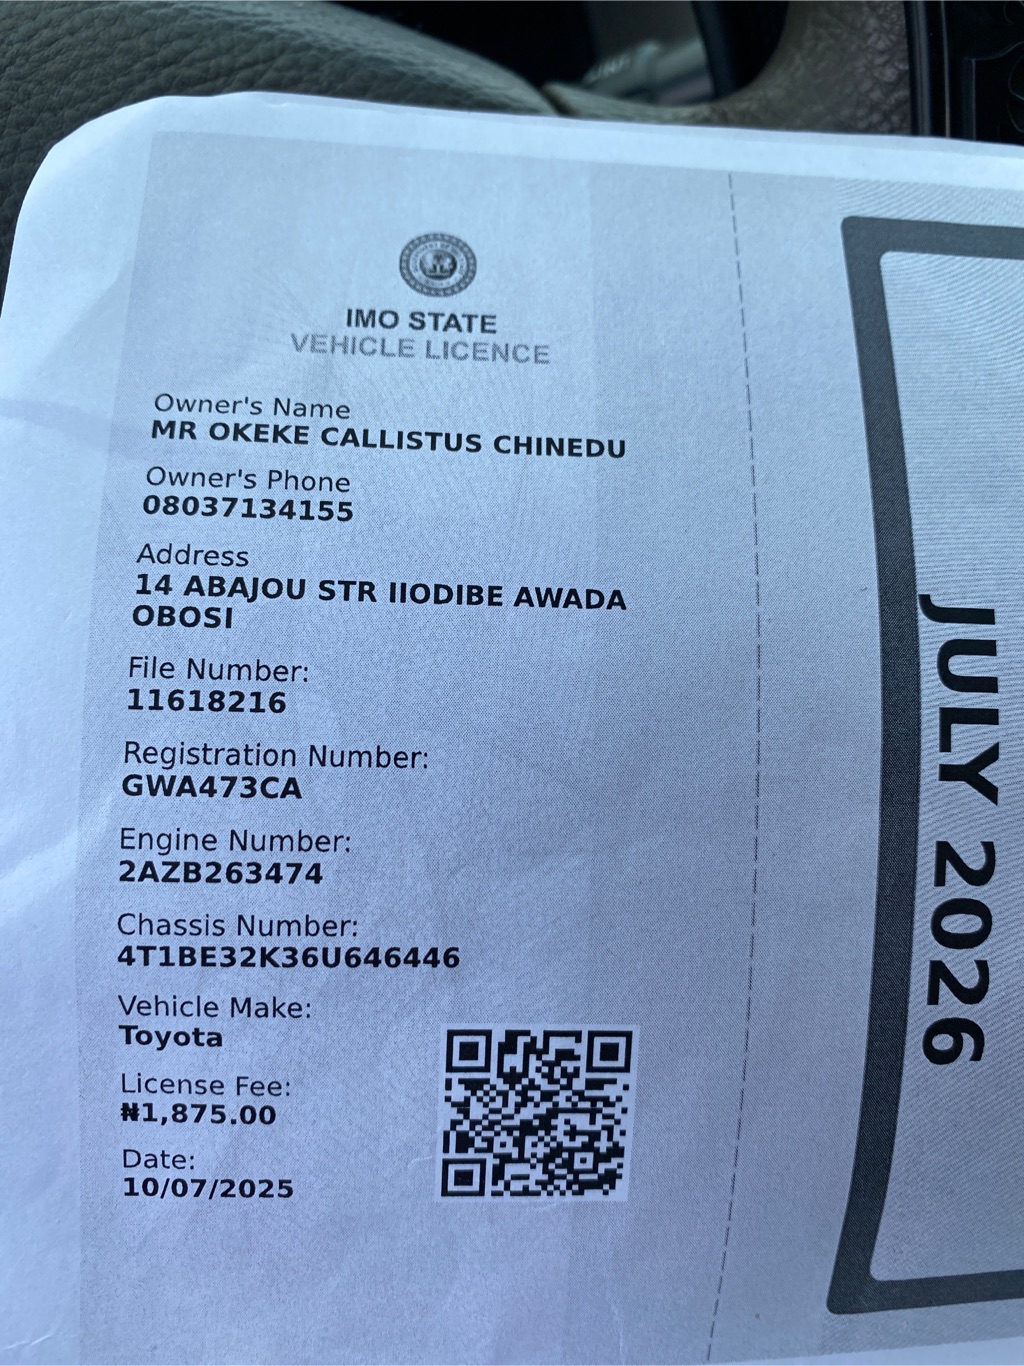 IMO STATE
VEHICLE LICENCE
Owner's Name
MR OKEKE CALLISTUS CHINEDU
Owner's Phone
08037134155
Address
14 ABAJOU STR IIODIBE AWADA
OBOSI
File Number:
11618216
Registration Number:
GWA473CA
Engine Number:
2AZB263474
Chassis Number:
4T1BE32K36U646446
Vehicle Make:
Toyota
License Fee:
₦1,875.00
Date:
10/07/2025
JULY 2026